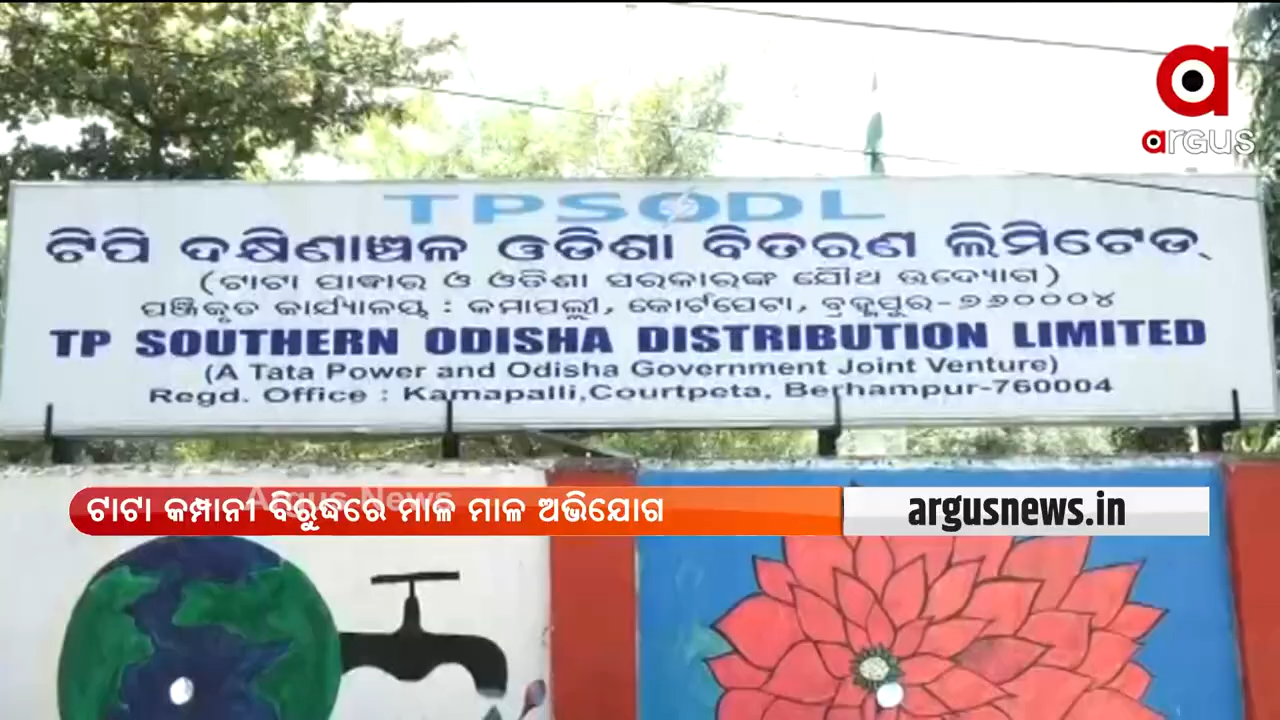 argus
TPSODL
ଟିପି ଦକ୍ଷିଣାଞ୍ଚଳ ଓଡିଶା ବିତରଣ ଲିମିଟେଡ୍
(ଟାଟା ପାୱାର ଓ ଓଡିଶା ସରକାରଙ୍କ ଯୌଥ ଉଦ୍ୟୋଗ)
ପଞ୍ଜିକୃତ କାର୍ଯ୍ୟାଳୟ : କମାପଲ୍ଲୀ, କୋର୍ଟପେଟା, ବ୍ରହ୍ମପୁର-୭୬୦୦୦୪
TP SOUTHERN ODISHA DISTRIBUTION LIMITED
(A Tata Power and Odisha Government Joint Venture)
Regd. Office : Kamapalli,Courtpeta, Berhampur-760004
Argus News
ଟାଟା କମ୍ପାନୀ ବିରୁଦ୍ଧରେ ମାଳ ମାଳ ଅଭିଯୋଗ
argusnews.in